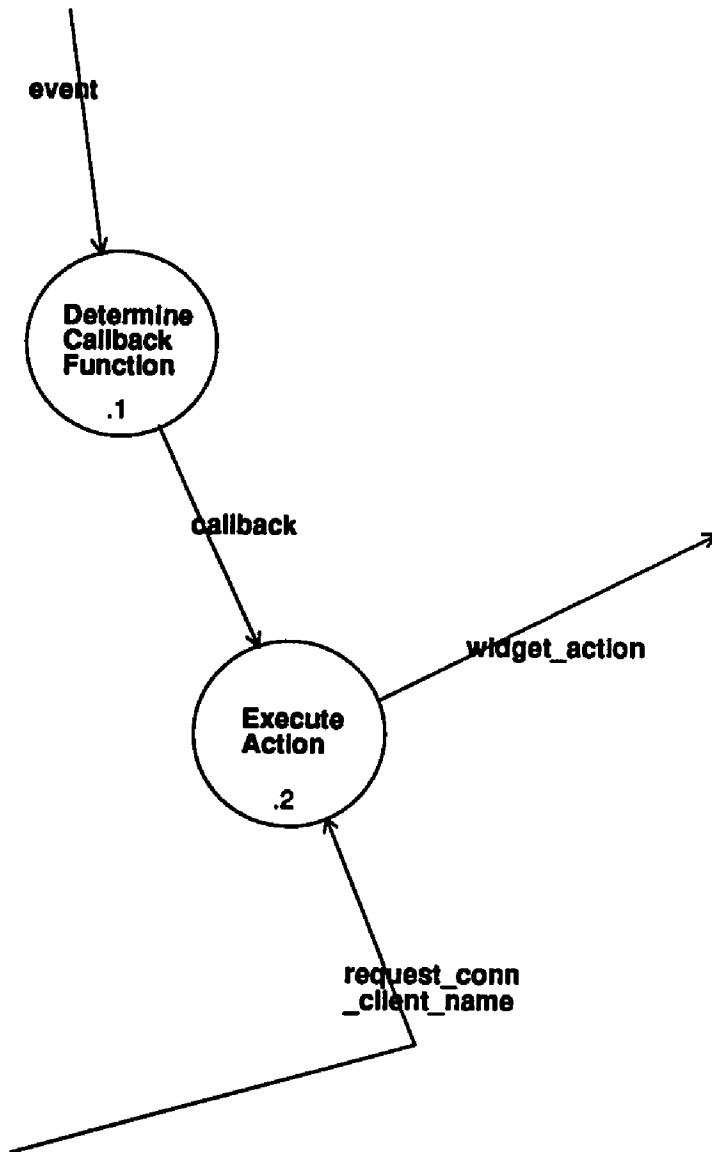 event
Determine
Callback
Function
.1
callback
widget_action
Execute
Action
.2
request_conn
_client_name